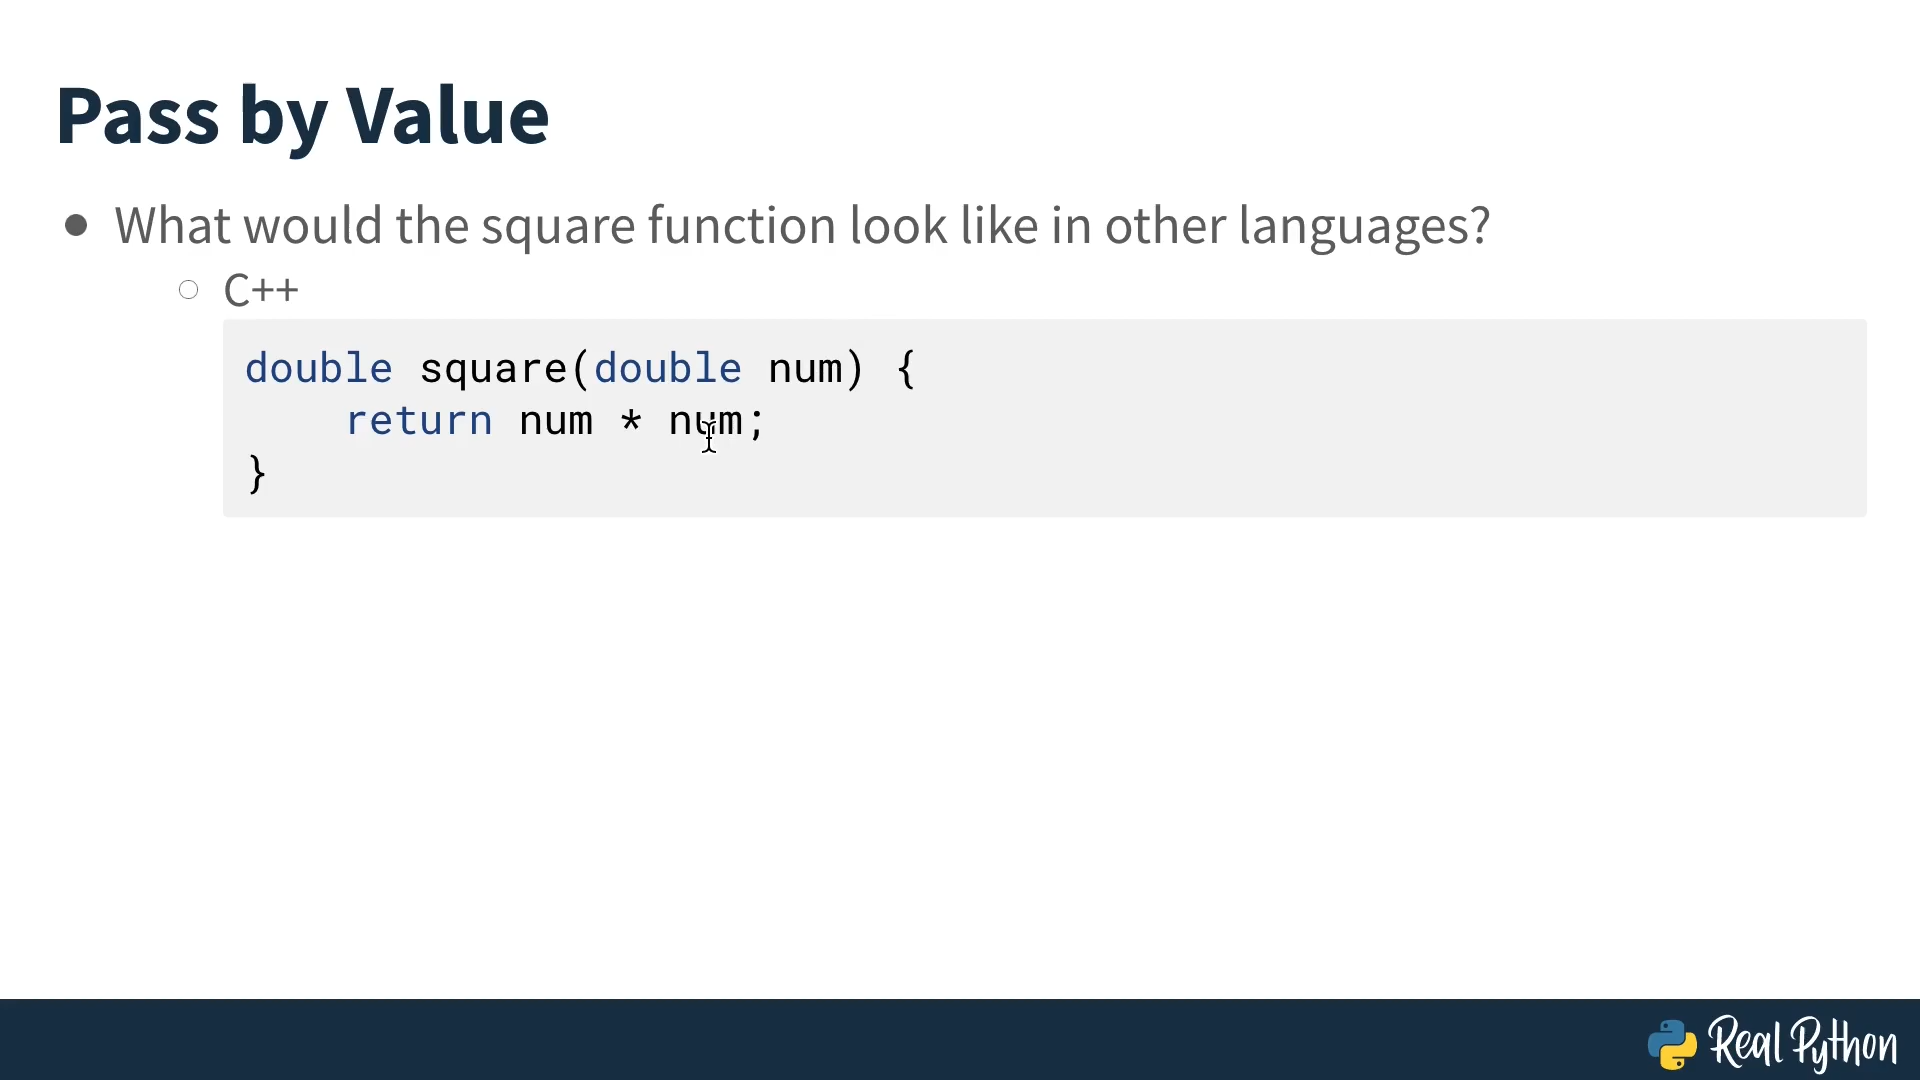 Pass by Value
● What would the square function look like in other languages?
○ C++
double square(double num) {
    return num * num;
}
Real Python